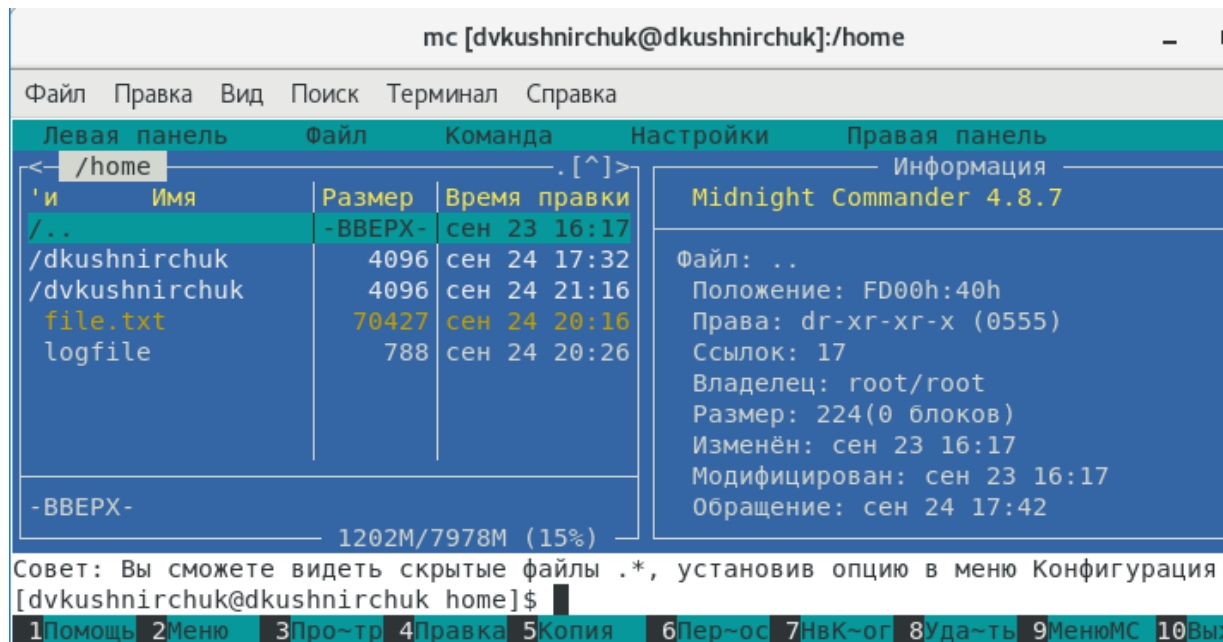 mc [dvkushnirchuk@dkushnirchuk]:/home
Файл Правка Вид Поиск Терминал Справка
Левая панель Файл Команда Настройки Правая панель
<— /home .[^]>
'и Имя Размер Время правки
/.. -ВВЕРХ- сен 23 16:17
/dkushnirchuk 4096 сен 24 17:32
/dvkushnirchuk 4096 сен 24 21:16
file.txt 70427 сен 24 20:16
logfile 788 сен 24 20:26
-ВВЕРХ-
1202M/7978M (15%)
Информация
Midnight Commander 4.8.7
Файл: ..
Положение: FD00h:40h
Права: dr-xr-xr-x (0555)
Ссылок: 17
Владелец: root/root
Размер: 224(0 блоков)
Изменён: сен 23 16:17
Модифицирован: сен 23 16:17
Обращение: сен 24 17:42
Совет: Вы сможете видеть скрытые файлы .*, установив опцию в меню Конфигурация
[dvkushnirchuk@dkushnirchuk home]$
1Помощь 2Меню 3Про~тр 4Правка 5Копия 6Пер~ос 7НвК~ог 8Уда~ть 9МенюМС 10Вы